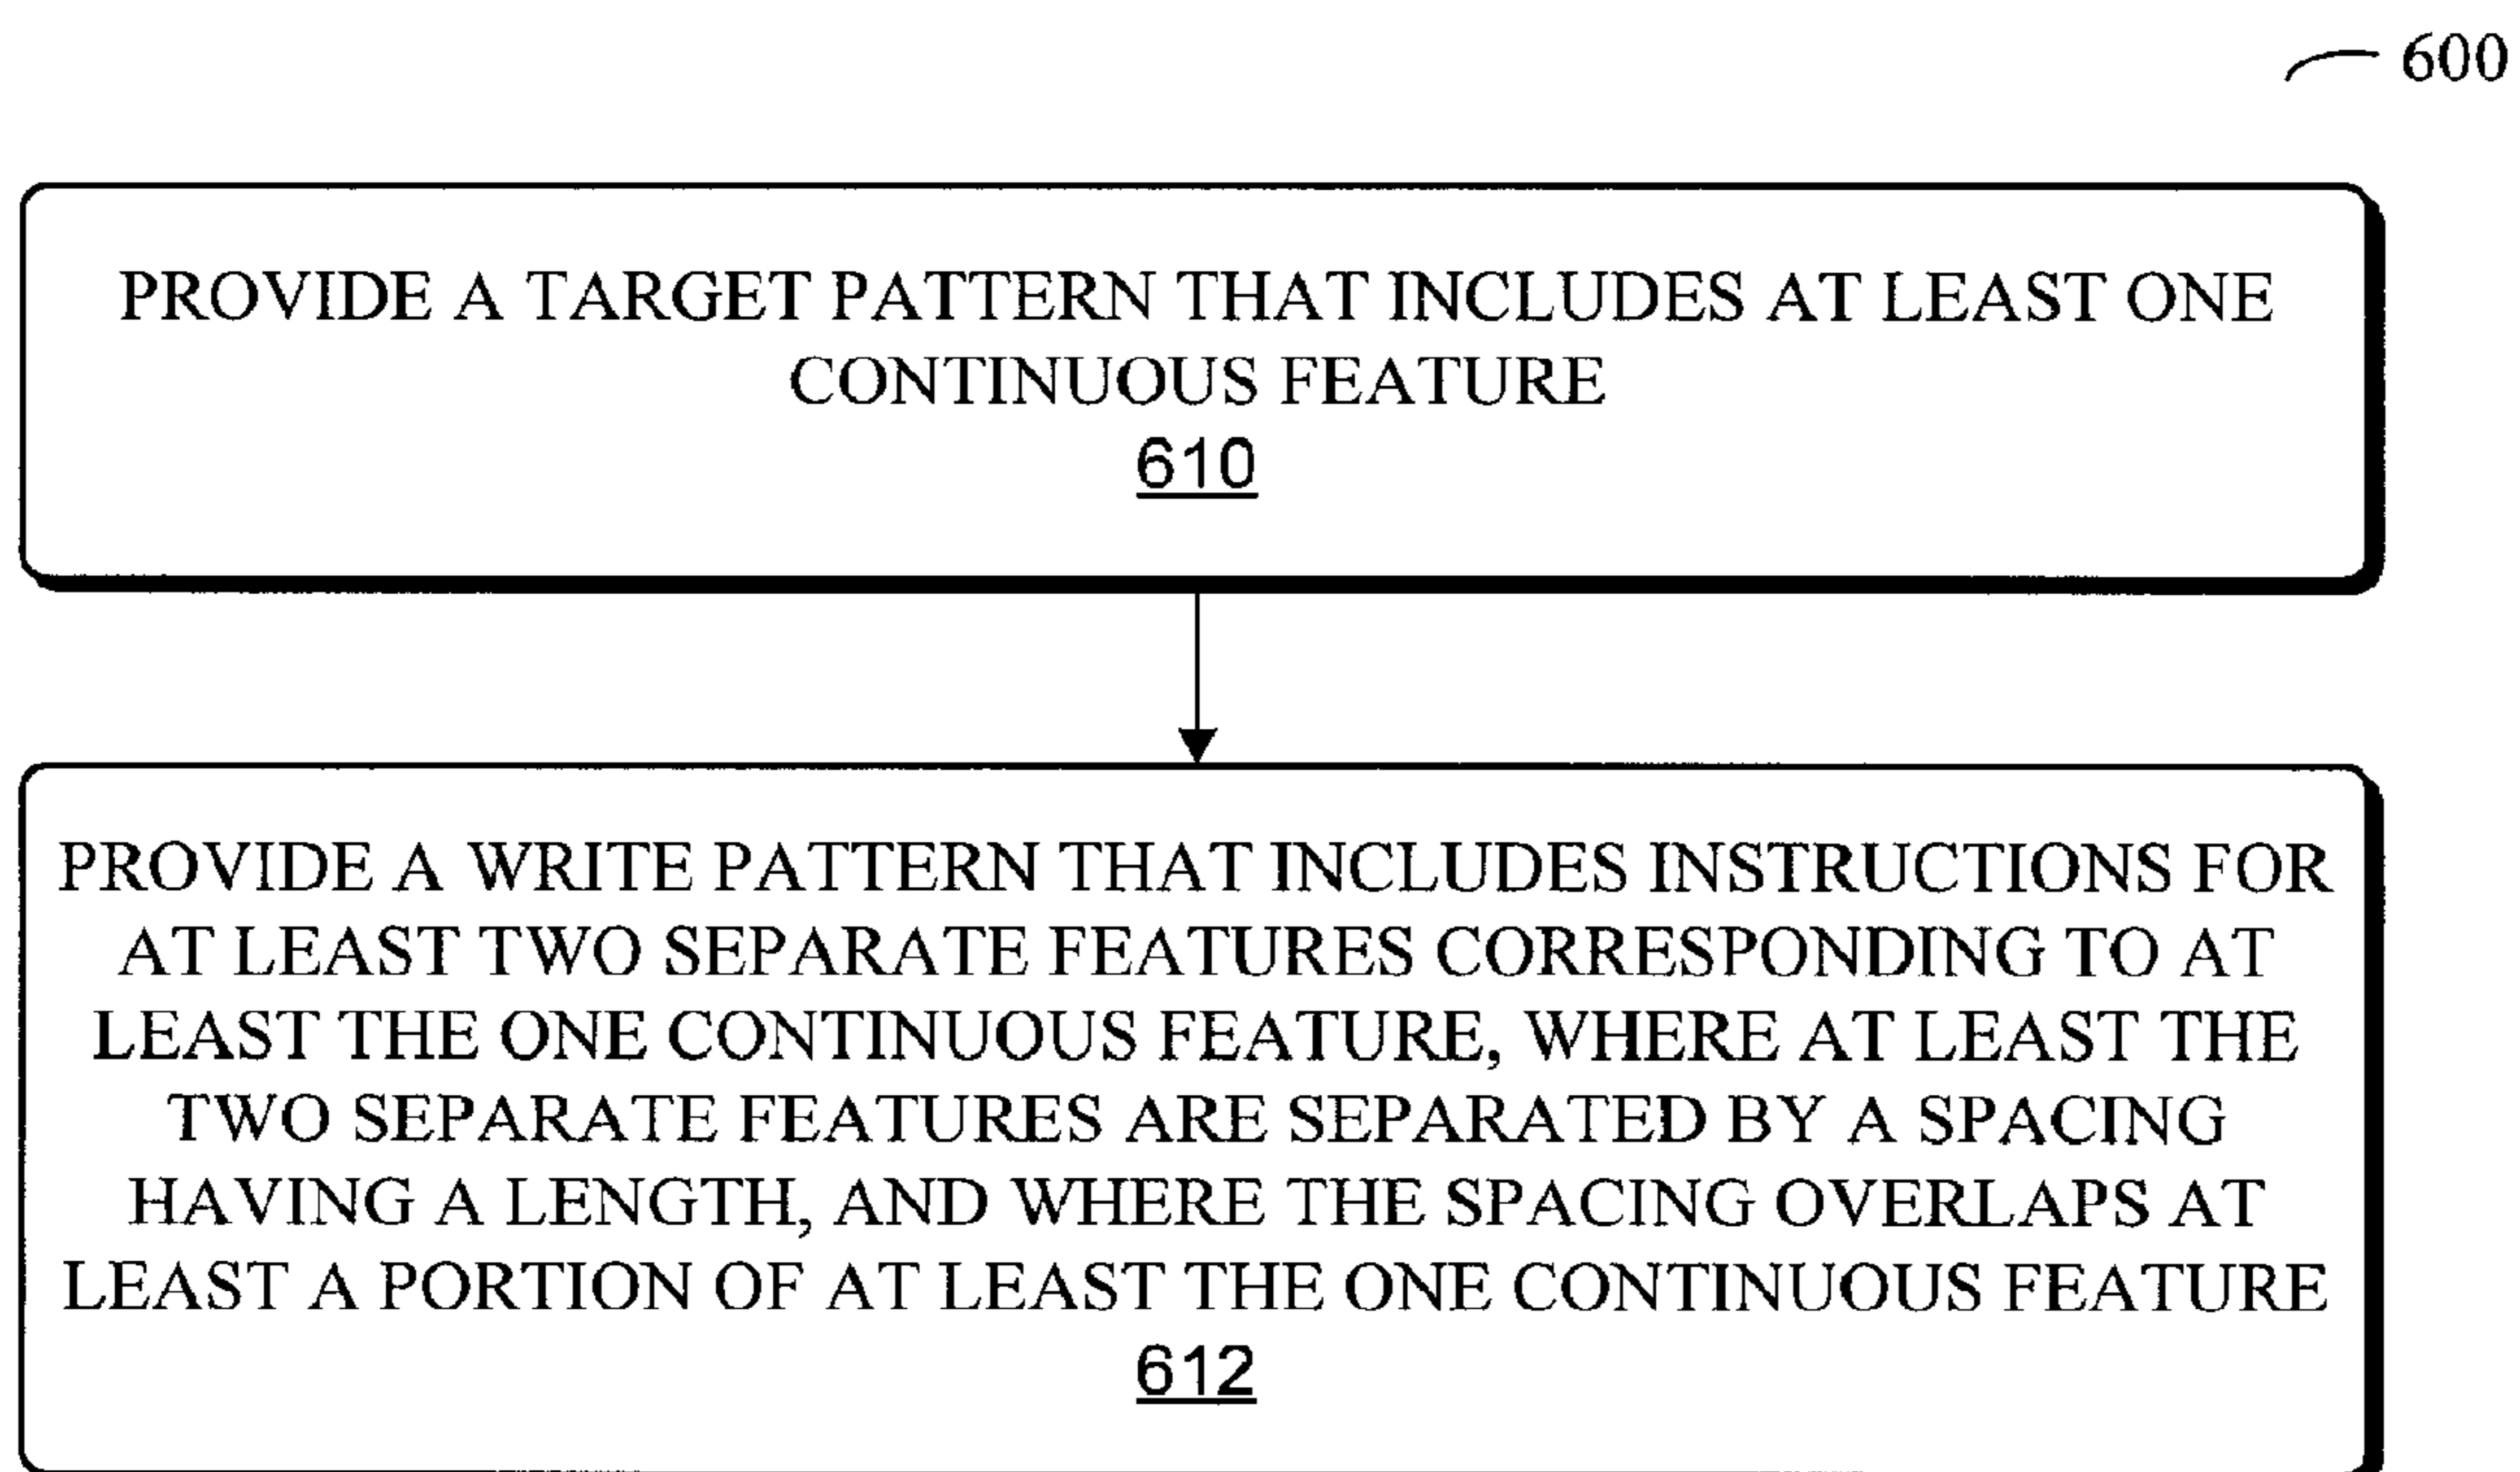 600
PROVIDE A TARGET PATTERN THAT INCLUDES AT LEAST ONE
CONTINUOUS FEATURE
610
PROVIDE A WRITE PATTERN THAT INCLUDES INSTRUCTIONS FOR
AT LEAST TWO SEPARATE FEATURES CORRESPONDING TO AT
LEAST THE ONE CONTINUOUS FEATURE, WHERE AT LEAST THE
TWO SEPARATE FEATURES ARE SEPARATED BY A SPACING
HAVING A LENGTH, AND WHERE THE SPACING OVERLAPS AT
LEAST A PORTION OF AT LEAST THE ONE CONTINUOUS FEATURE
612